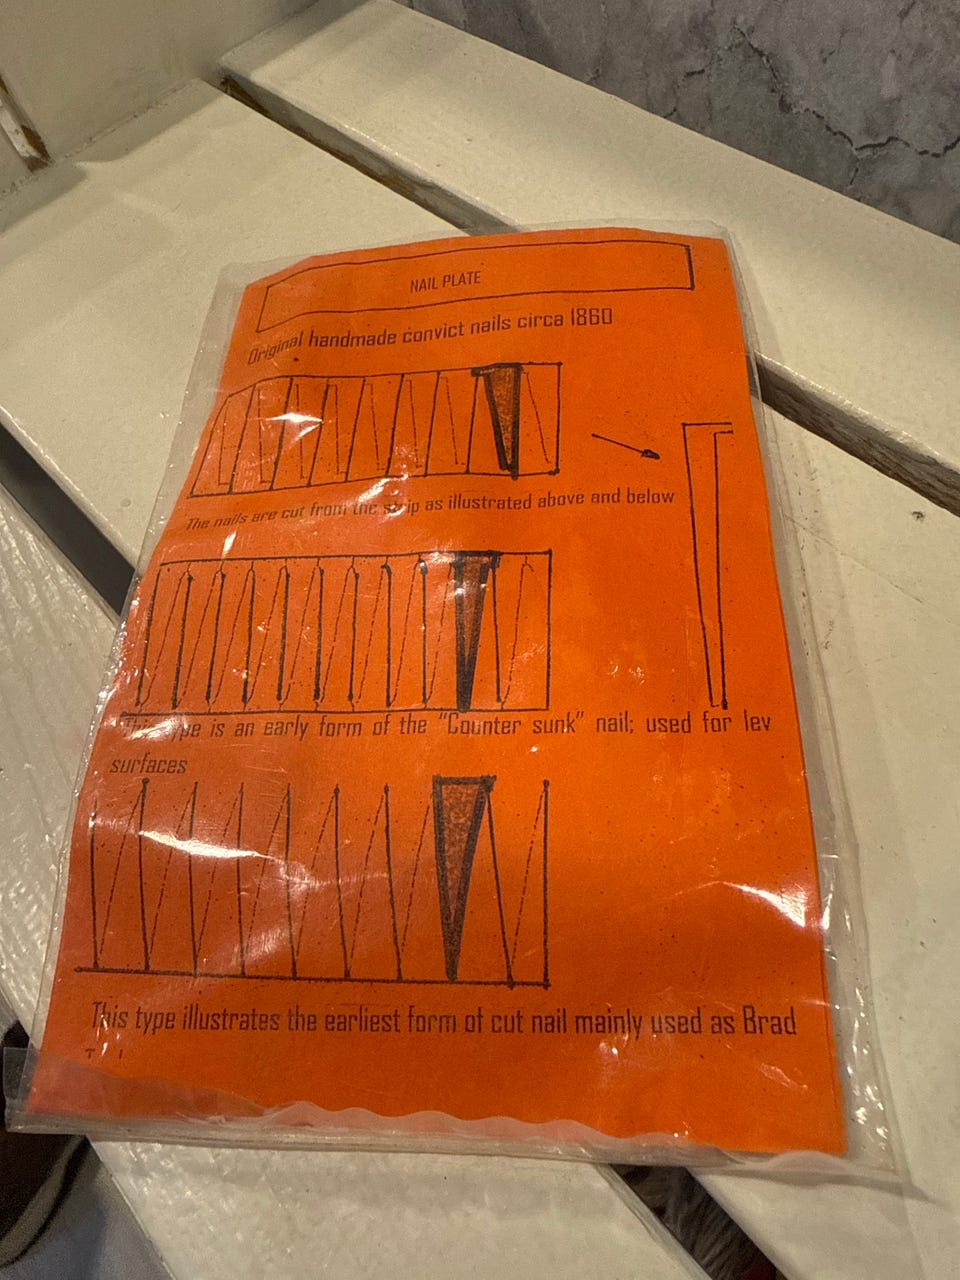 NAIL PLATE
Original handmade convict nails circa 1860
The nails are cut from the strip as illustrated above and below
This type is an early form of the "Counter sunk" nail; used for lev
surfaces
This type illustrates the earliest form of cut nail mainly used as Brad